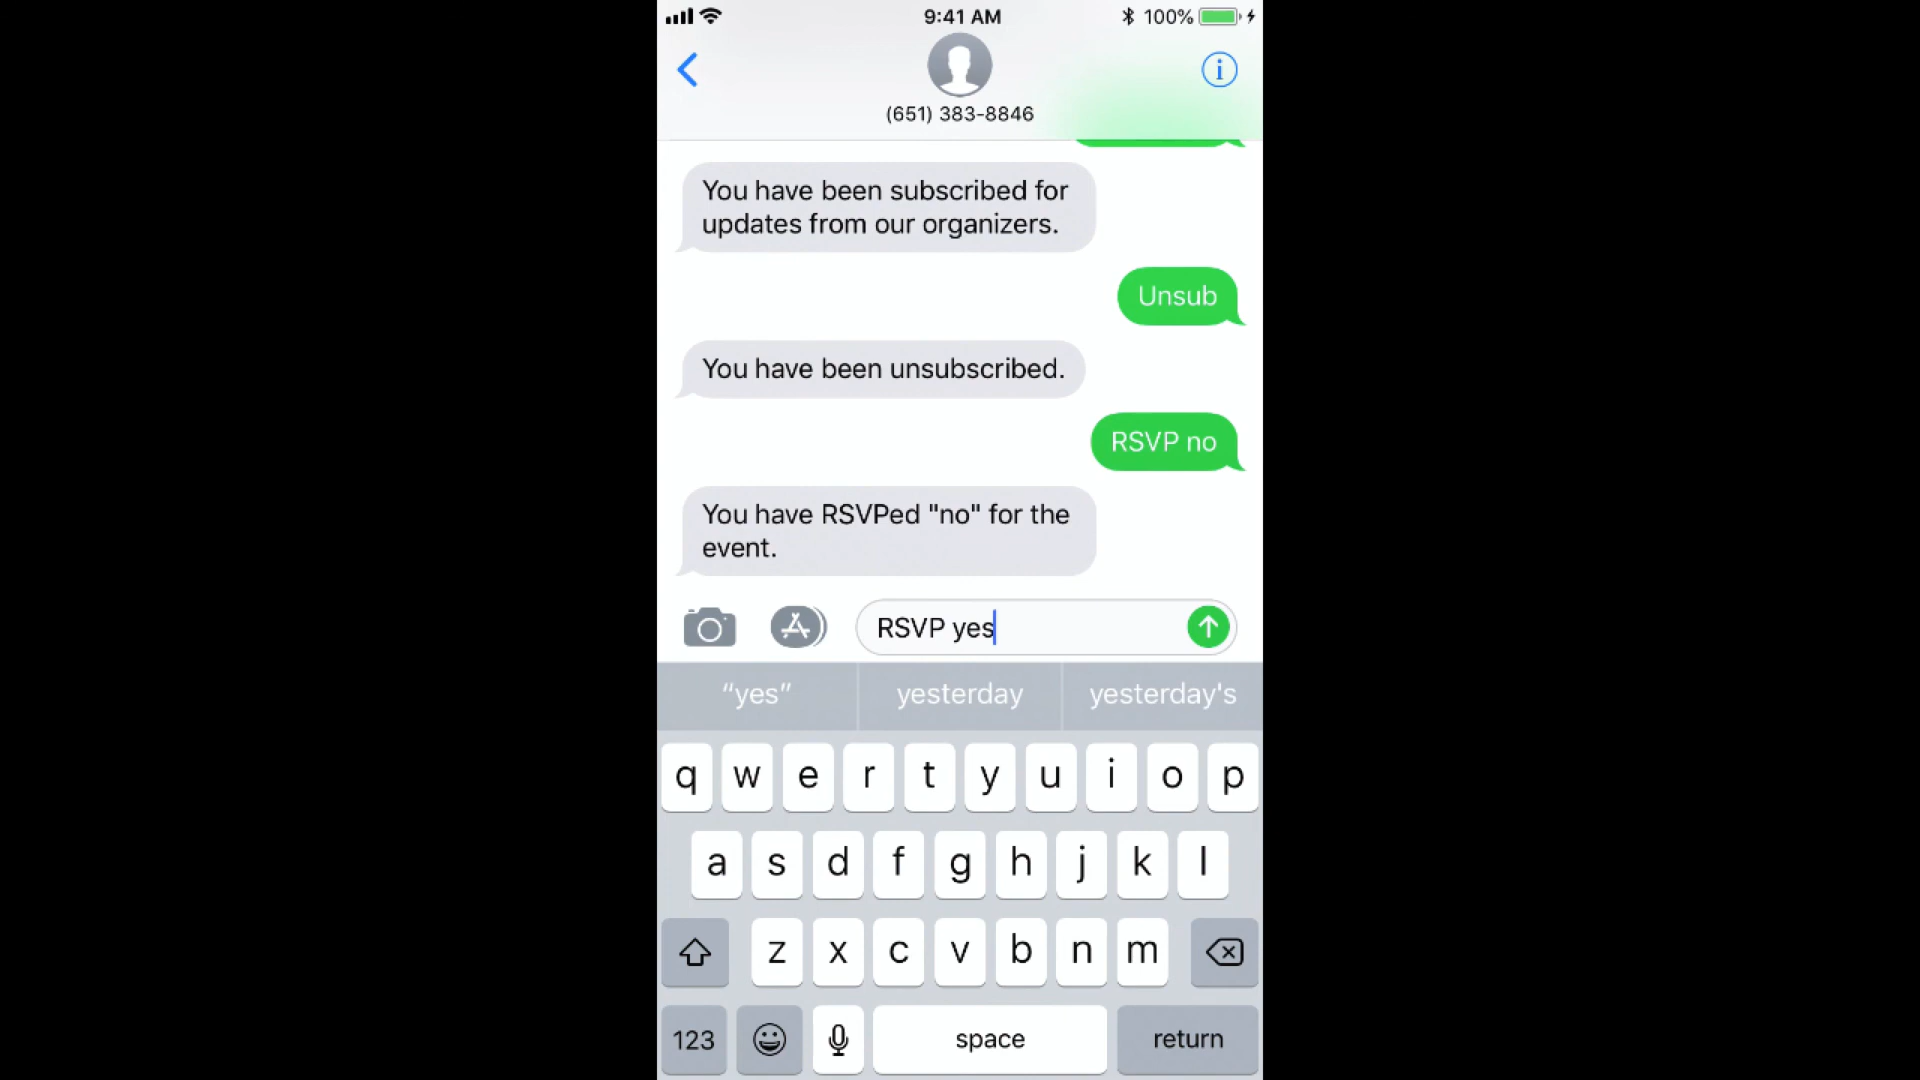 9:41 AM
100%
(651) 383-8846
You have been subscribed for
updates from our organizers.
Unsub
You have been unsubscribed.
RSVP no
You have RSVPed "no" for the
event.
RSVP yes
“yes” yesterday yesterday's
q w e r t y u i o p
a s d f g h j k l
z x c v b n m
123 space return